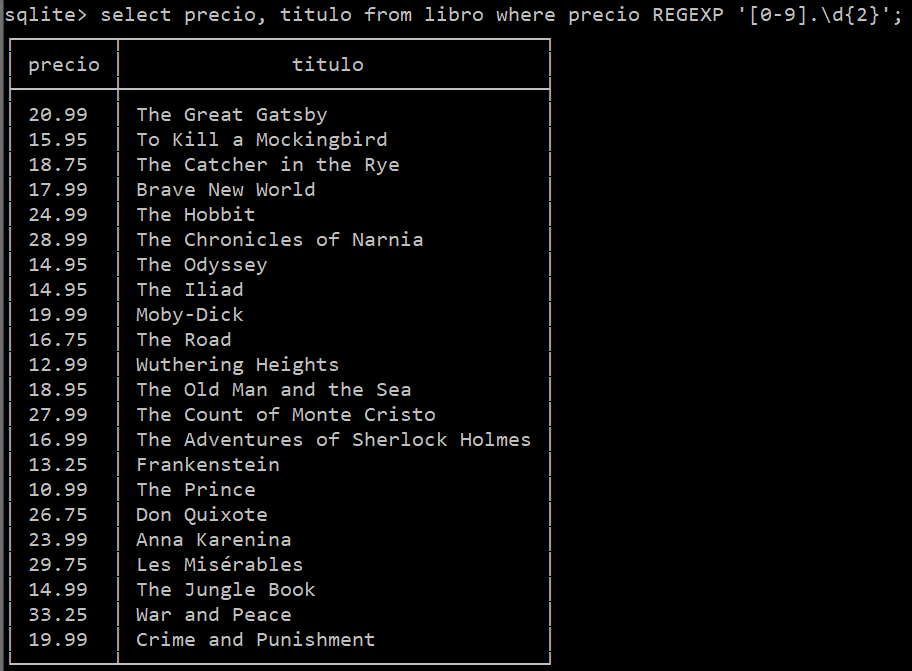 sqlite> select precio, titulo from libro where precio REGEXP '[0-9].\d{2}';
precio titulo
20.99 The Great Gatsby
15.95 To Kill a Mockingbird
18.75 The Catcher in the Rye
17.99 Brave New World
24.99 The Hobbit
28.99 The Chronicles of Narnia
14.95 The Odyssey
14.95 The Iliad
19.99 Moby-Dick
16.75 The Road
12.99 Wuthering Heights
18.95 The Old Man and the Sea
27.99 The Count of Monte Cristo
16.99 The Adventures of Sherlock Holmes
13.25 Frankenstein
10.99 The Prince
26.75 Don Quixote
23.99 Anna Karenina
29.75 Les Misérables
14.99 The Jungle Book
33.25 War and Peace
19.99 Crime and Punishment